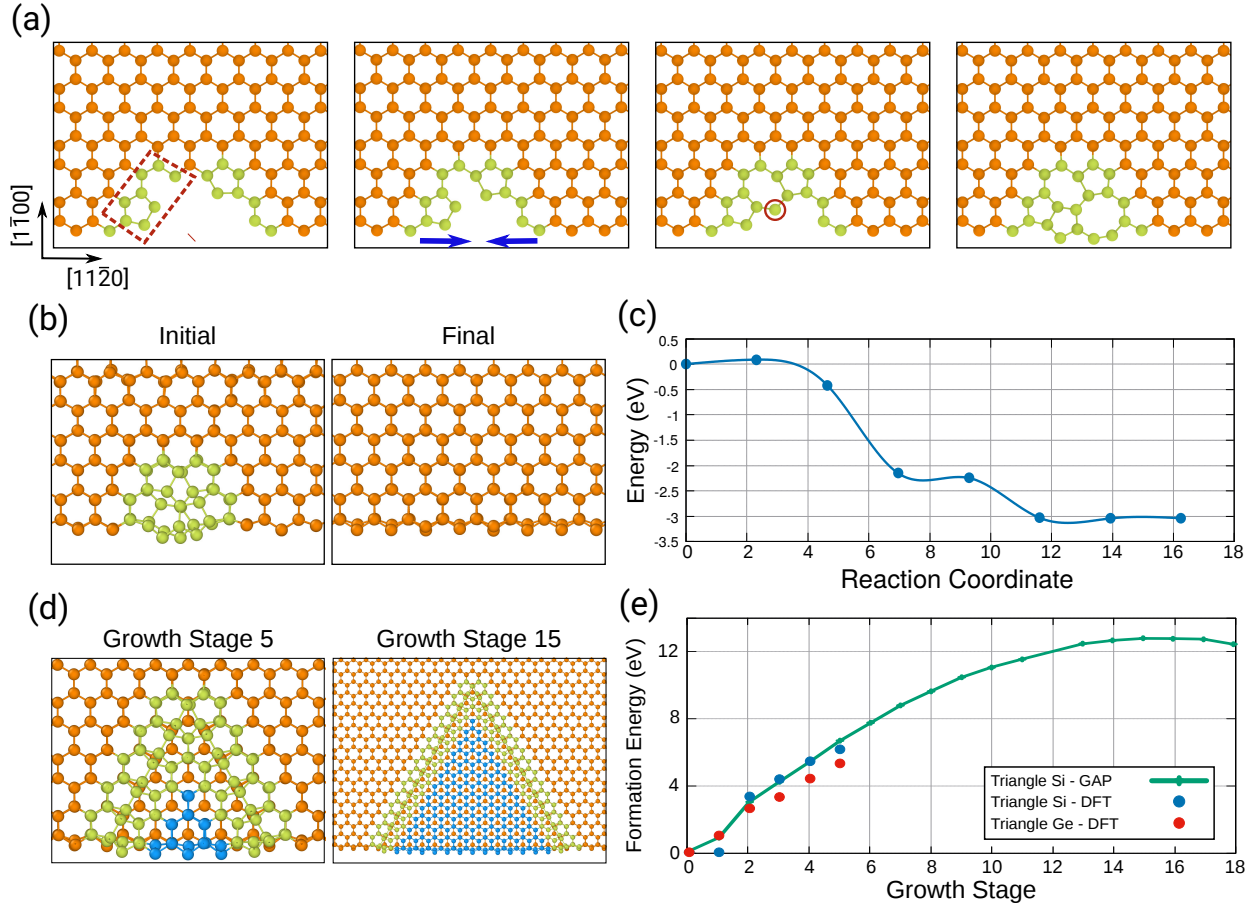 (a)
[11̄00]
[112̄0]
(b)
Initial
Final
(c)
0.5
0
-0.5
-1
-1.5
-2
-2.5
-3
-3.5
Energy (eV)
0 2 4 6 8 10 12 14 16 18
Reaction Coordinate
(d)
Growth Stage 5
Growth Stage 15
(e)
12
8
4
0
Formation Energy (eV)
Triangle Si - GAP
Triangle Si - DFT
Triangle Ge - DFT
0 2 4 6 8 10 12 14 16 18
Growth Stage